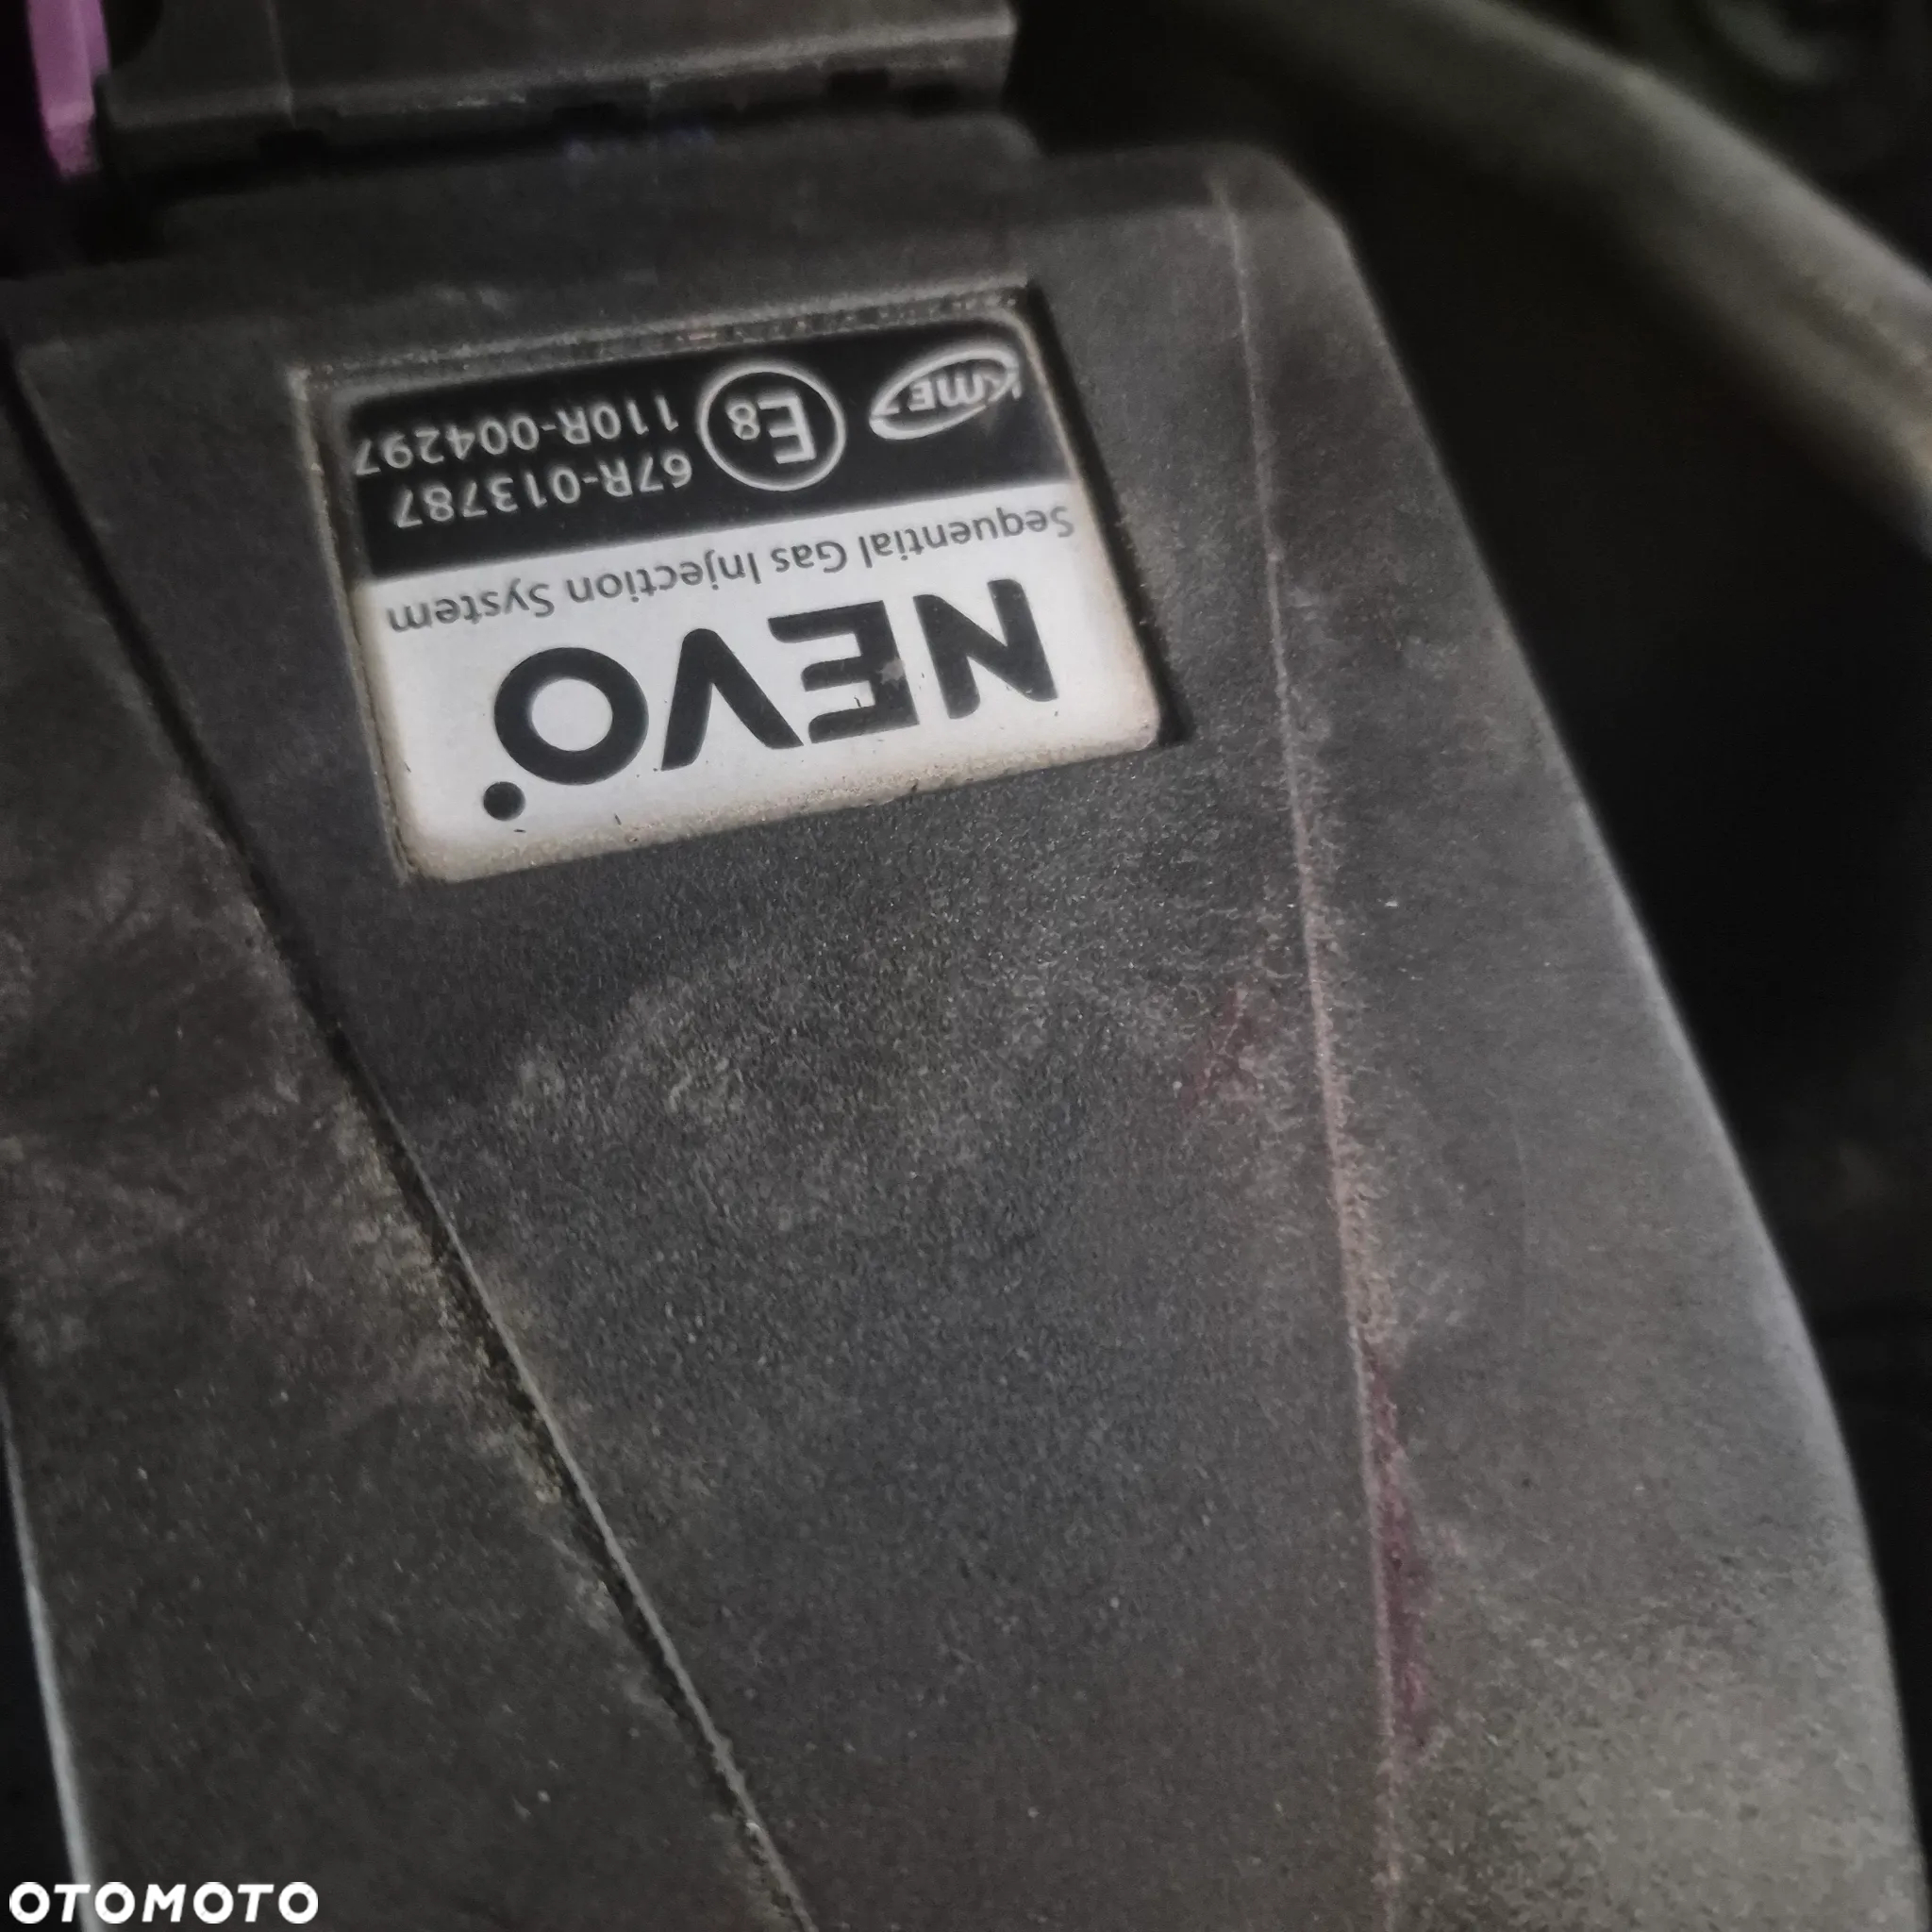 KME
E8
67R-013787
110R-004297
Sequential Gas Injection System
NEVO.
OTOMOTO